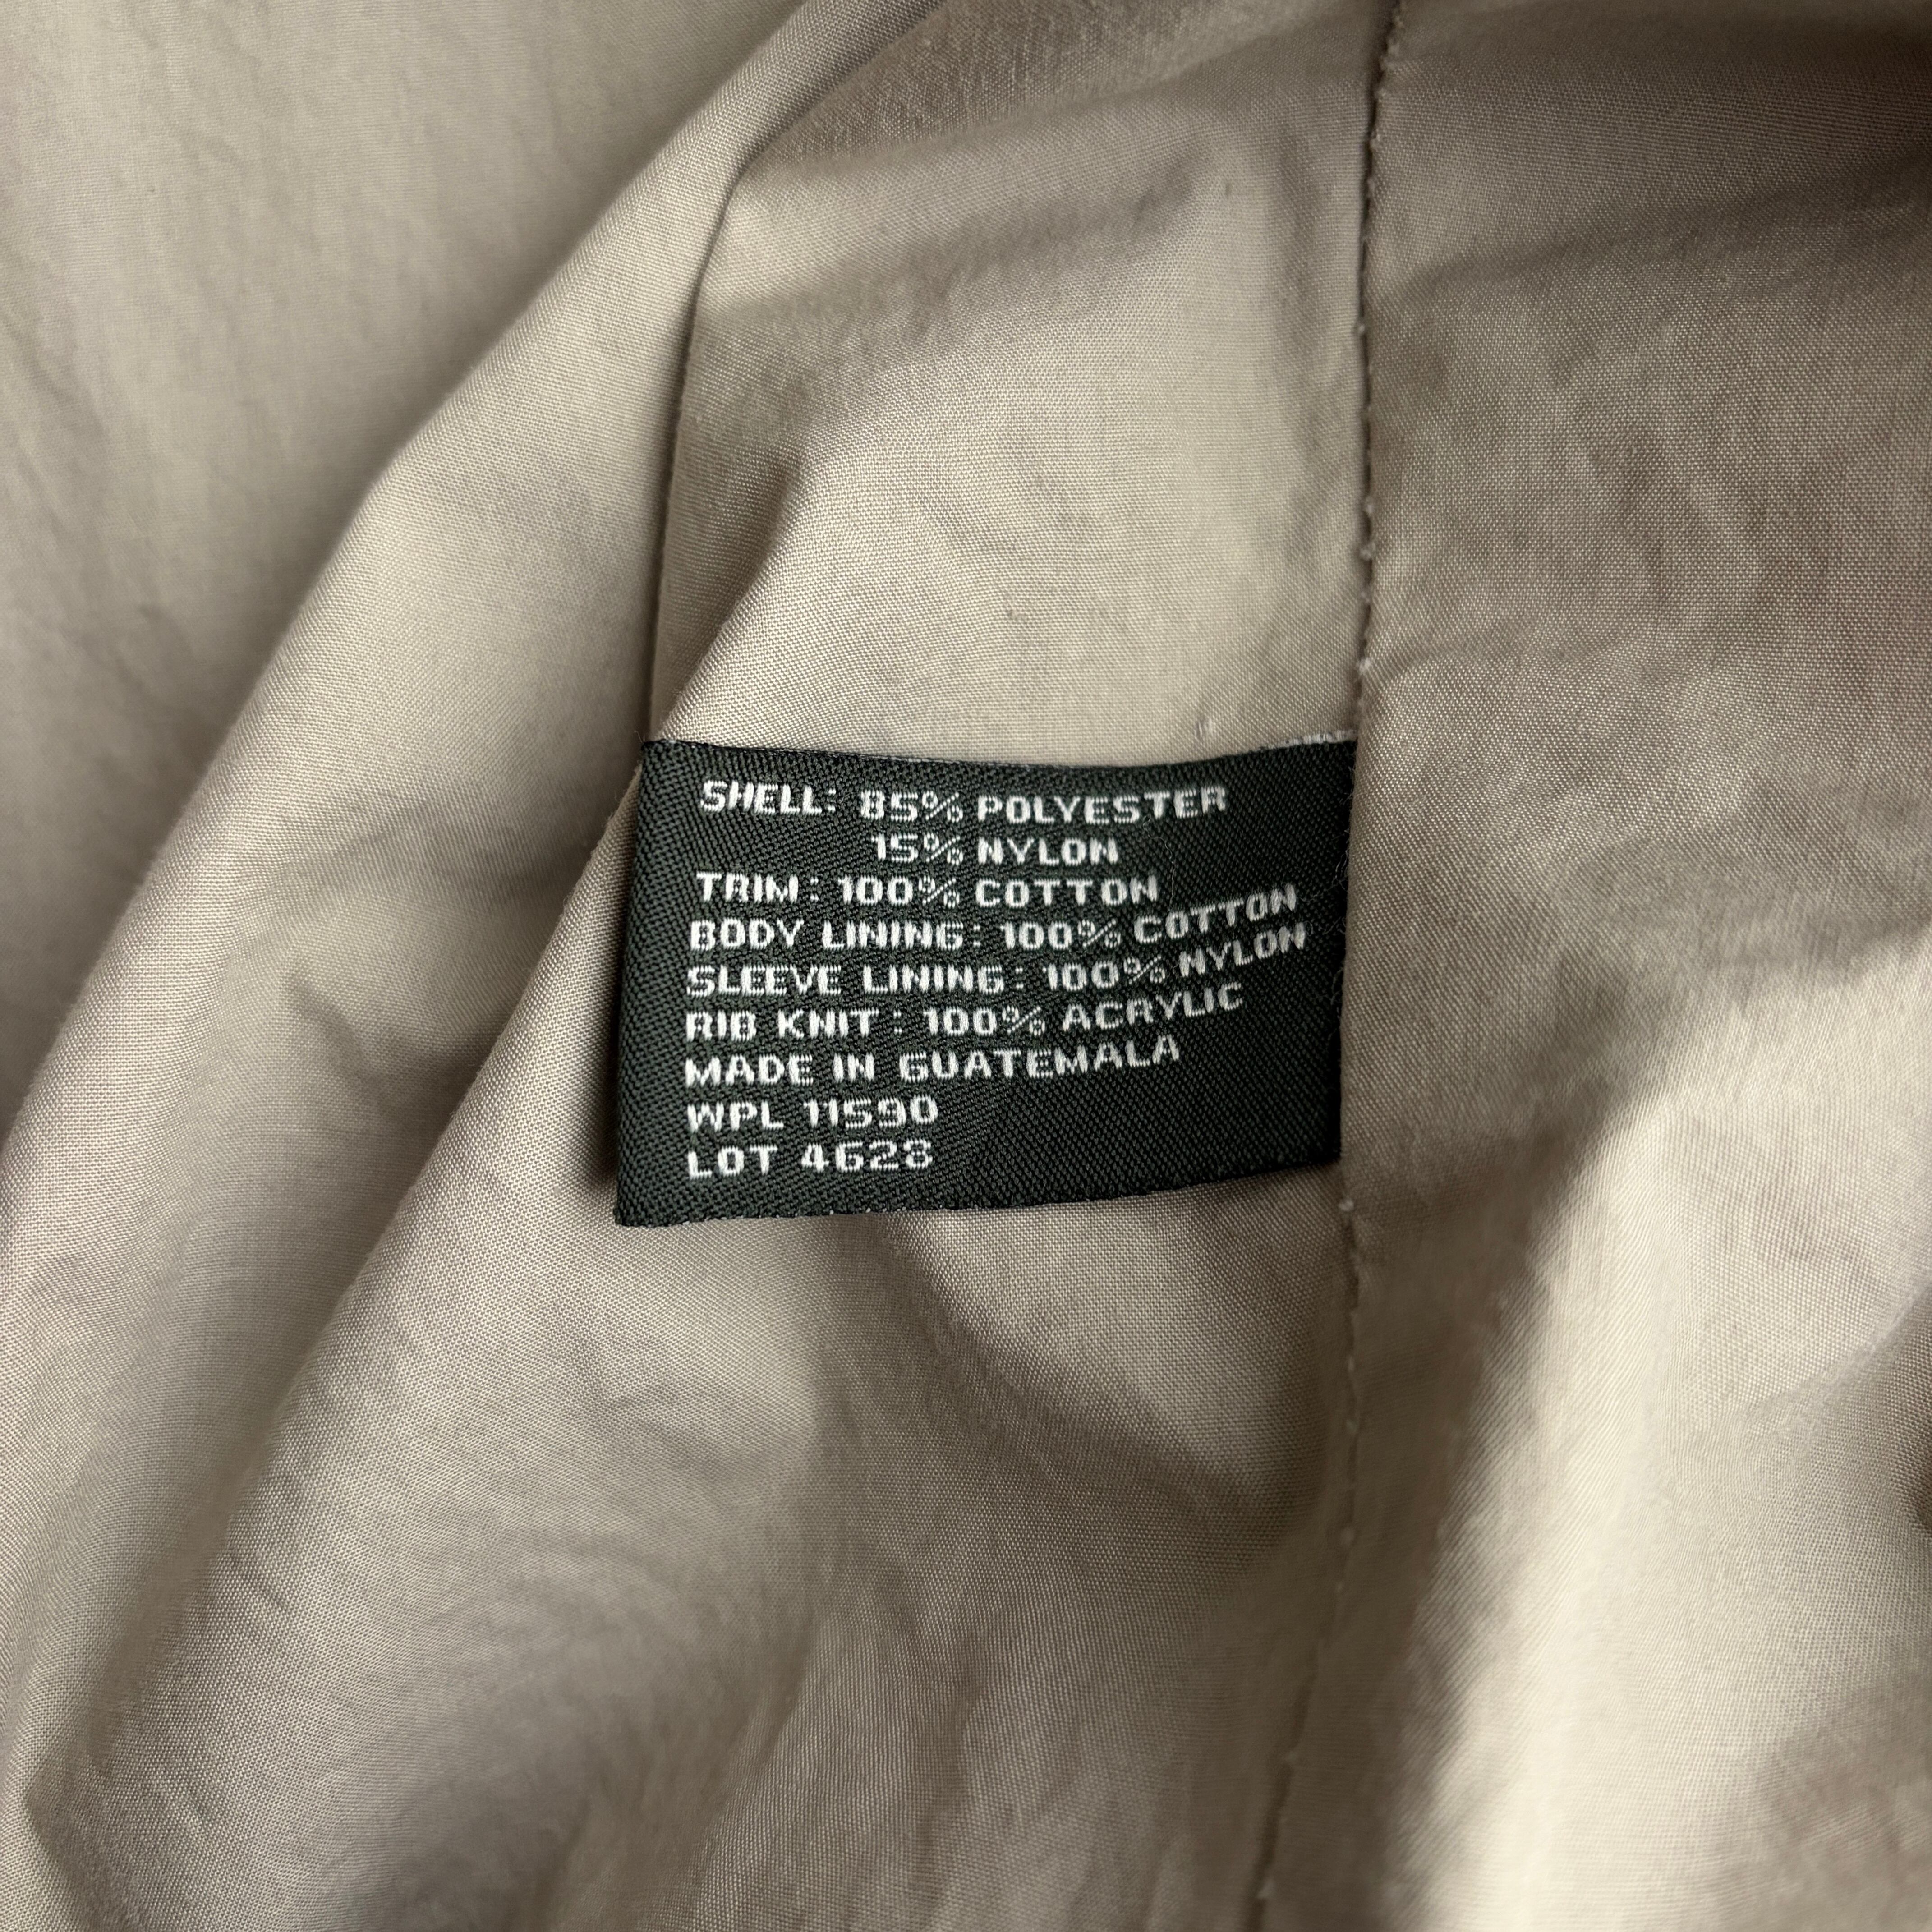 SHELL: 85% POLYESTER
15% NYLON
TRIM: 100% COTTON
BODY LINING: 100% COTTON
SLEEVE LINING: 100% NYLON
RIB KNIT: 100% ACRYLIC
MADE IN GUATEMALA
WPL 11590
LOT 4628